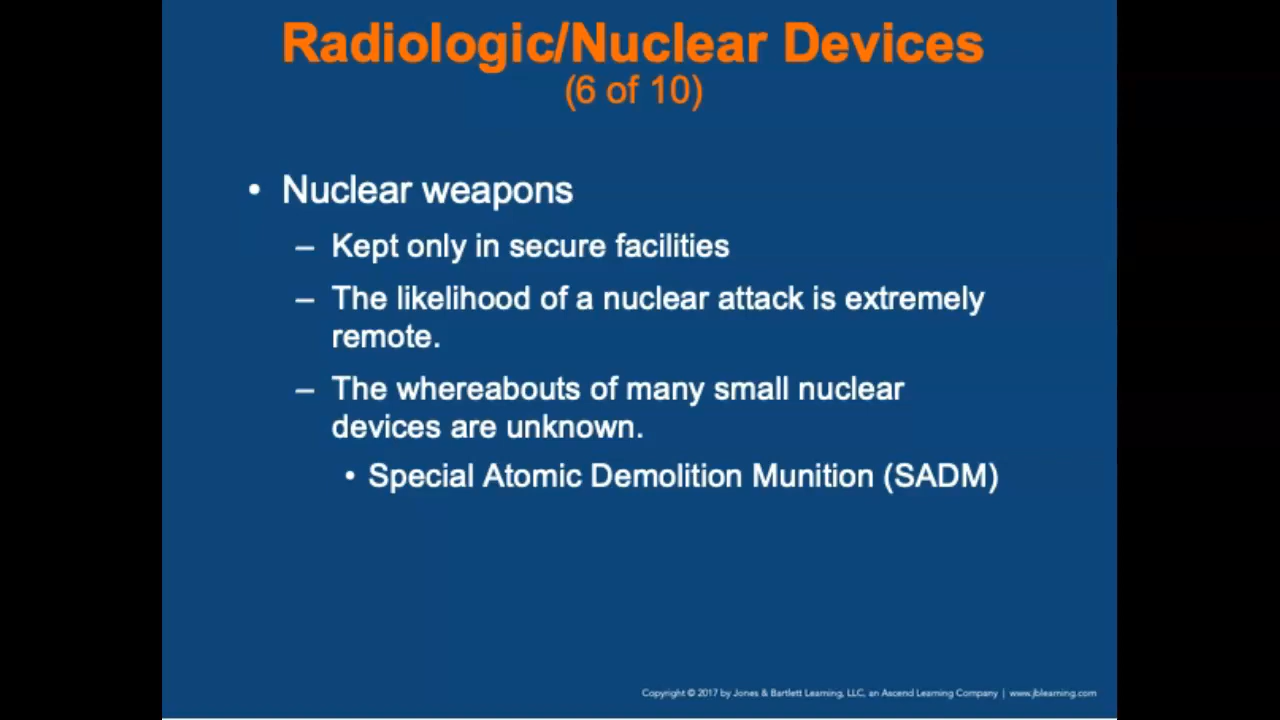 Radiologic/Nuclear Devices
(6 of 10)
• Nuclear weapons
– Kept only in secure facilities
– The likelihood of a nuclear attack is extremely
remote.
– The whereabouts of many small nuclear
devices are unknown.
• Special Atomic Demolition Munition (SADM)
Copyright © 2017 by Jones & Bartlett Learning, LLC, an Ascend Learning Company | www.jblearning.com